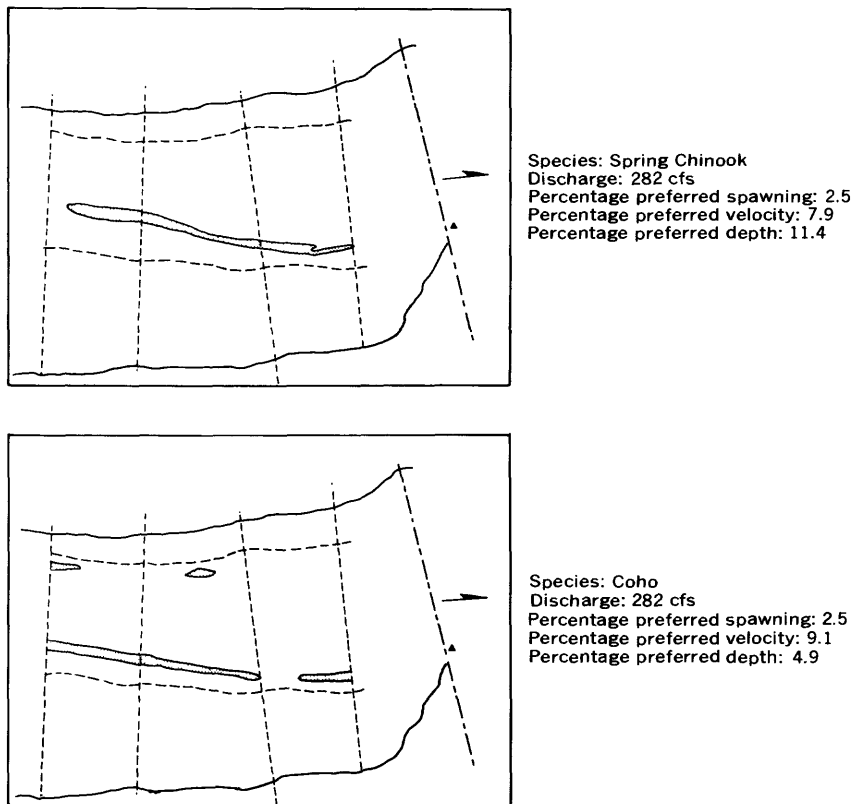 Species: Spring Chinook
Discharge: 282 cfs
Percentage preferred spawning: 2.5
Percentage preferred velocity: 7.9
Percentage preferred depth: 11.4
Species: Coho
Discharge: 282 cfs
Percentage preferred spawning: 2.5
Percentage preferred velocity: 9.1
Percentage preferred depth: 4.9